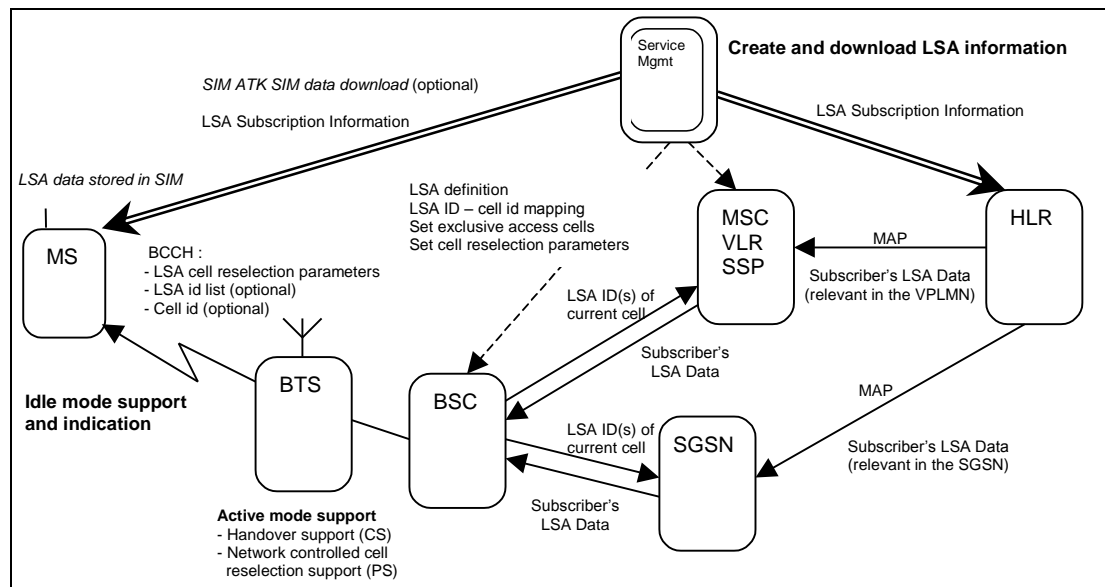 Service
Mgmt
Create and download LSA information
SIM ATK SIM data download (optional)
LSA Subscription Information
LSA Subscription Information
LSA data stored in SIM
LSA definition
LSA ID – cell id mapping
Set exclusive access cells
Set cell reselection parameters
MSC
VLR
SSP
HLR
MAP
Subscriber's LSA Data
(relevant in the VPLMN)
MS
BCCH :
- LSA cell reselection parameters
- LSA id list (optional)
- Cell id (optional)
LSA ID(s) of
current cell
Subscriber's
LSA Data
BTS
BSC
Idle mode support
and indication
MAP
LSA ID(s) of
current cell
SGSN
Subscriber's LSA Data
(relevant in the SGSN)
Subscriber's
LSA Data
Active mode support
- Handover support (CS)
- Network controlled cell
reselection support (PS)